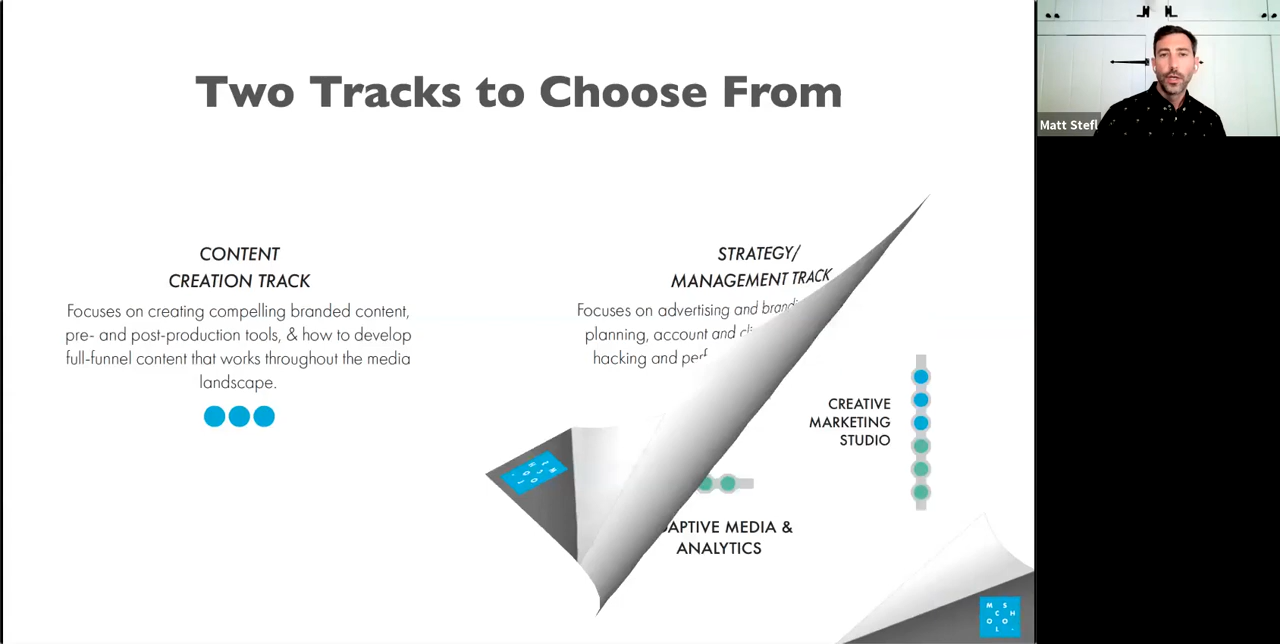 Two Tracks to Choose From
CONTENT
CREATION TRACK
Focuses on creating compelling branded content,
pre- and post-production tools, & how to develop
full-funnel content that works throughout the media
landscape.
STRATEGY/
MANAGEMENT TRACK
Focuses on advertising and
planning, account and
hacking and
CREATIVE
MARKETING
STUDIO
MEDIA &
ANALYTICS
M S
C H
O O
L .
Matt Stefl